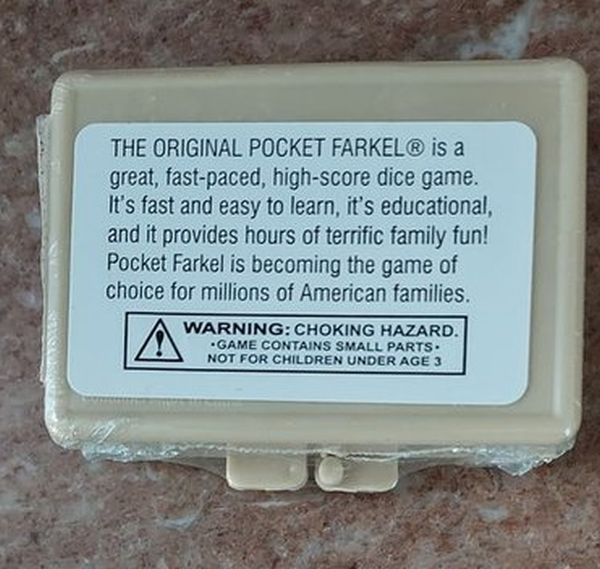 THE ORIGINAL POCKET FARKEL® is a
great, fast-paced, high-score dice game.
It's fast and easy to learn, it's educational,
and it provides hours of terrific family fun!
Pocket Farkel is becoming the game of
choice for millions of American families.
WARNING: CHOKING HAZARD.
•GAME CONTAINS SMALL PARTS•
NOT FOR CHILDREN UNDER AGE 3